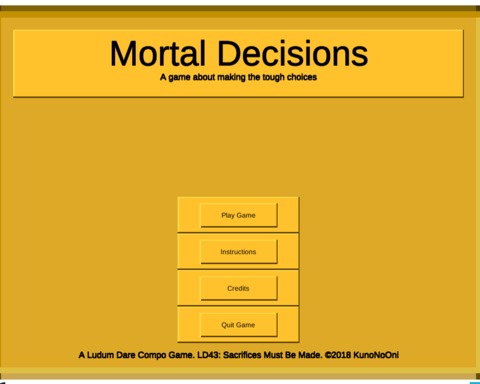 Mortal Decisions
A game about making the tough choices
Play Game
Instructions
Credits
Quit Game
A Ludum Dare Compo Game. LD43: Sacrifices Must Be Made. ©2018 KunoNoOni